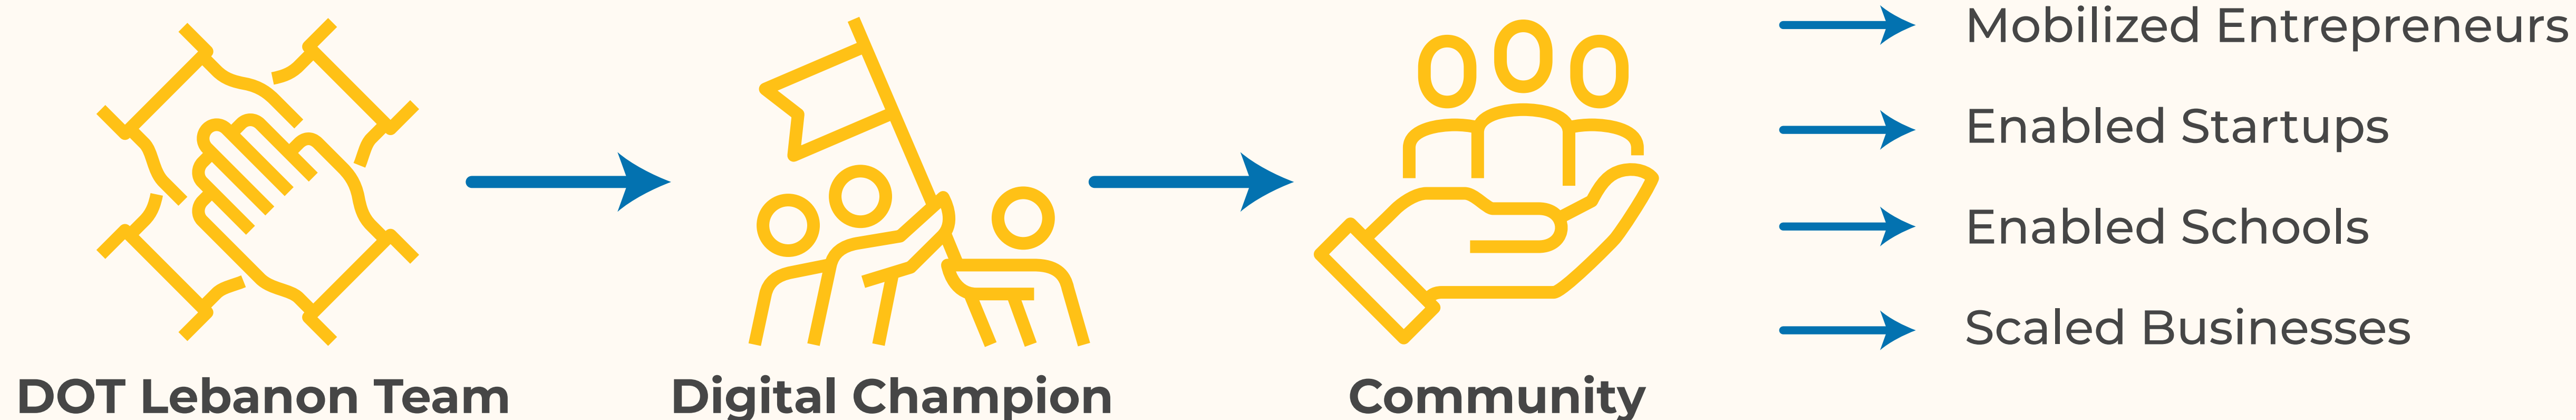 Mobilized Entrepreneurs
Enabled Startups
Enabled Schools
Scaled Businesses
DOT Lebanon Team
Digital Champion
Community